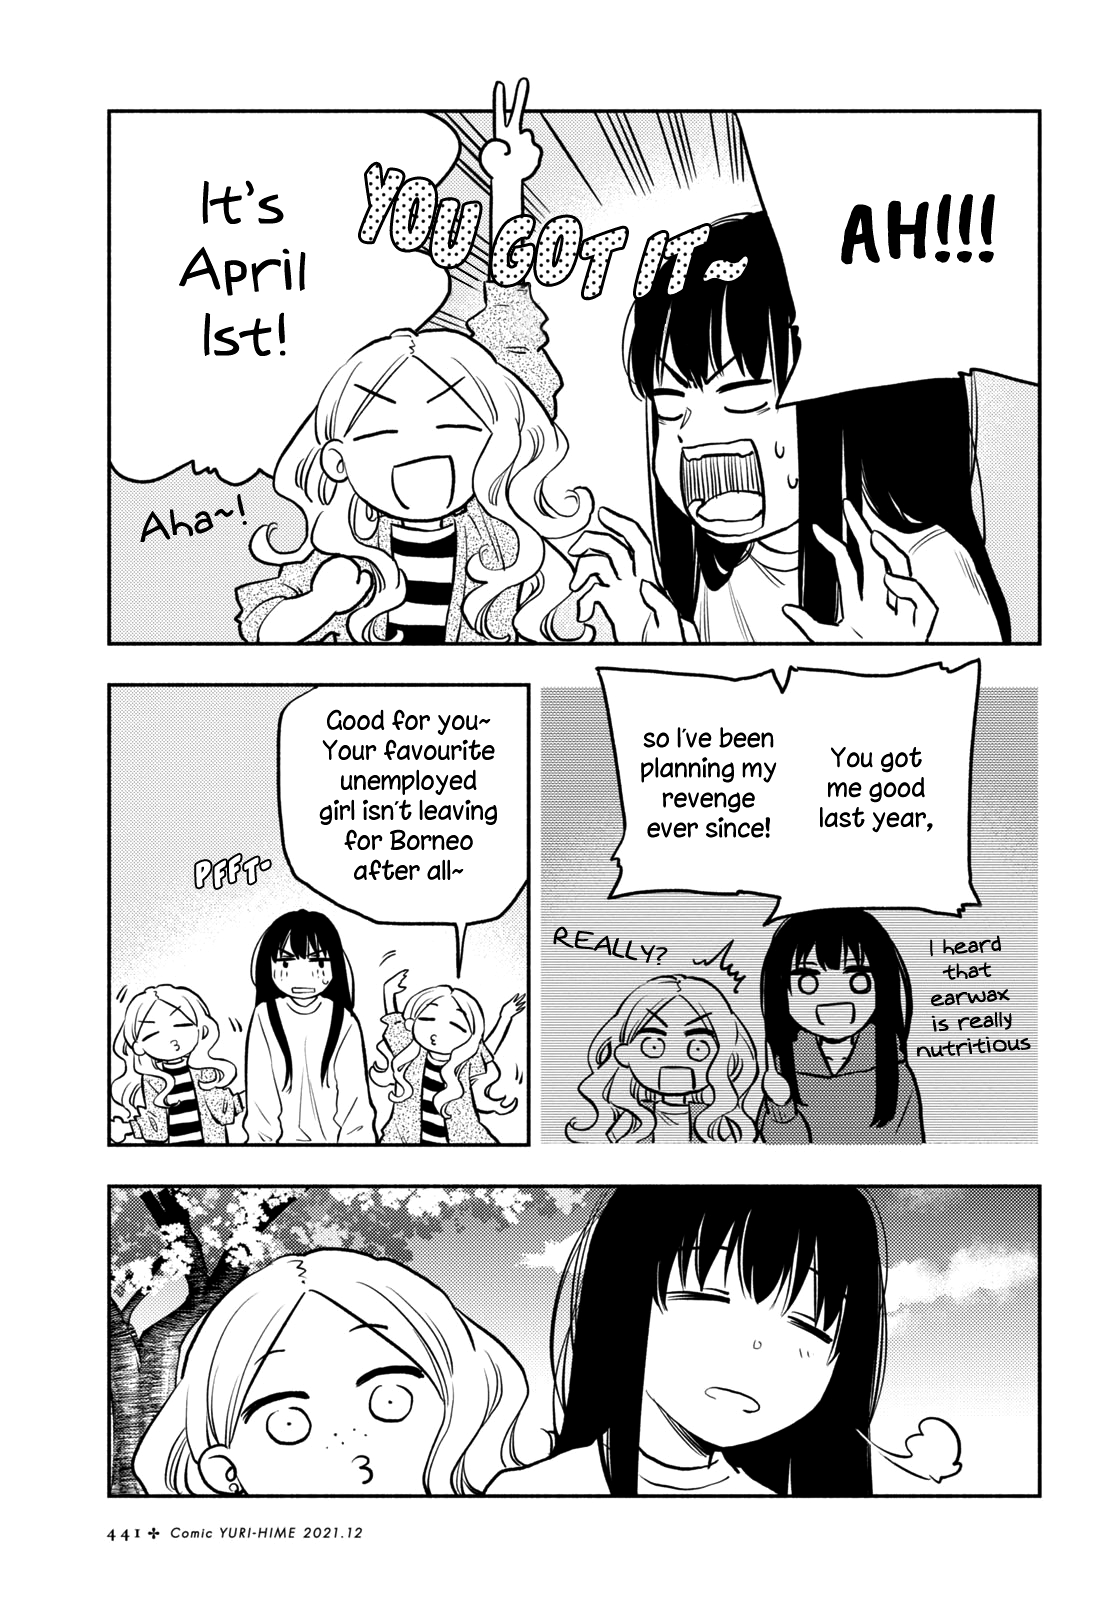 AH!!!
YOU GOT IT~
It's
April
1st!
Aha~!
You got
me good
last year,
so I've been
planning my
revenge
ever since!
I heard
that
earwax
is really
nutritious
REALLY?
Good for you~
Your favourite
unemployed
girl isn't leaving
for Borneo
after all~
PFFT-
441 ✢ Comic YURI-HIME 2021.12